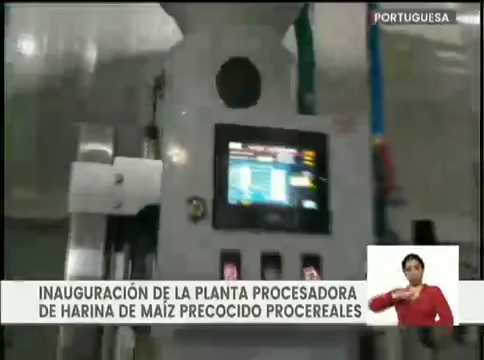 PORTUGUESA
INAUGURACIÓN DE LA PLANTA PROCESADORA
DE HARINA DE MAÍZ PRECOCIDO PROCEREALES